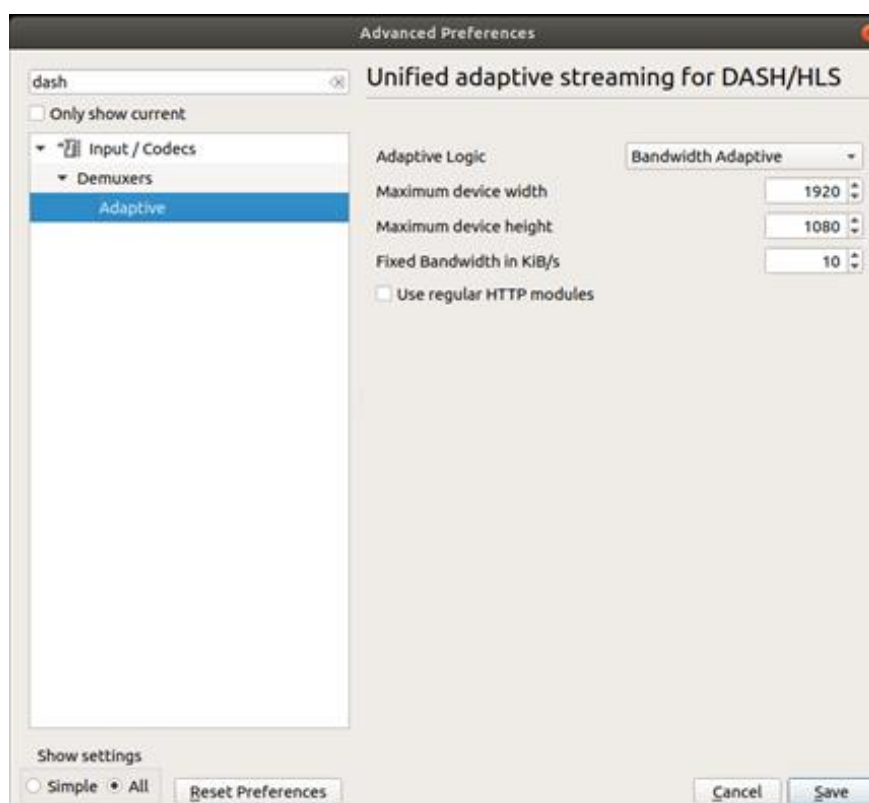 Advanced Preferences
dash
Unified adaptive streaming for DASH/HLS
Only show current
Input / Codecs
Demuxers
Adaptive
Adaptive Logic Bandwidth Adaptive
Maximum device width 1920
Maximum device height 1080
Fixed Bandwidth in KiB/s 10
Use regular HTTP modules
Show settings
Simple All
Reset Preferences
Cancel Save